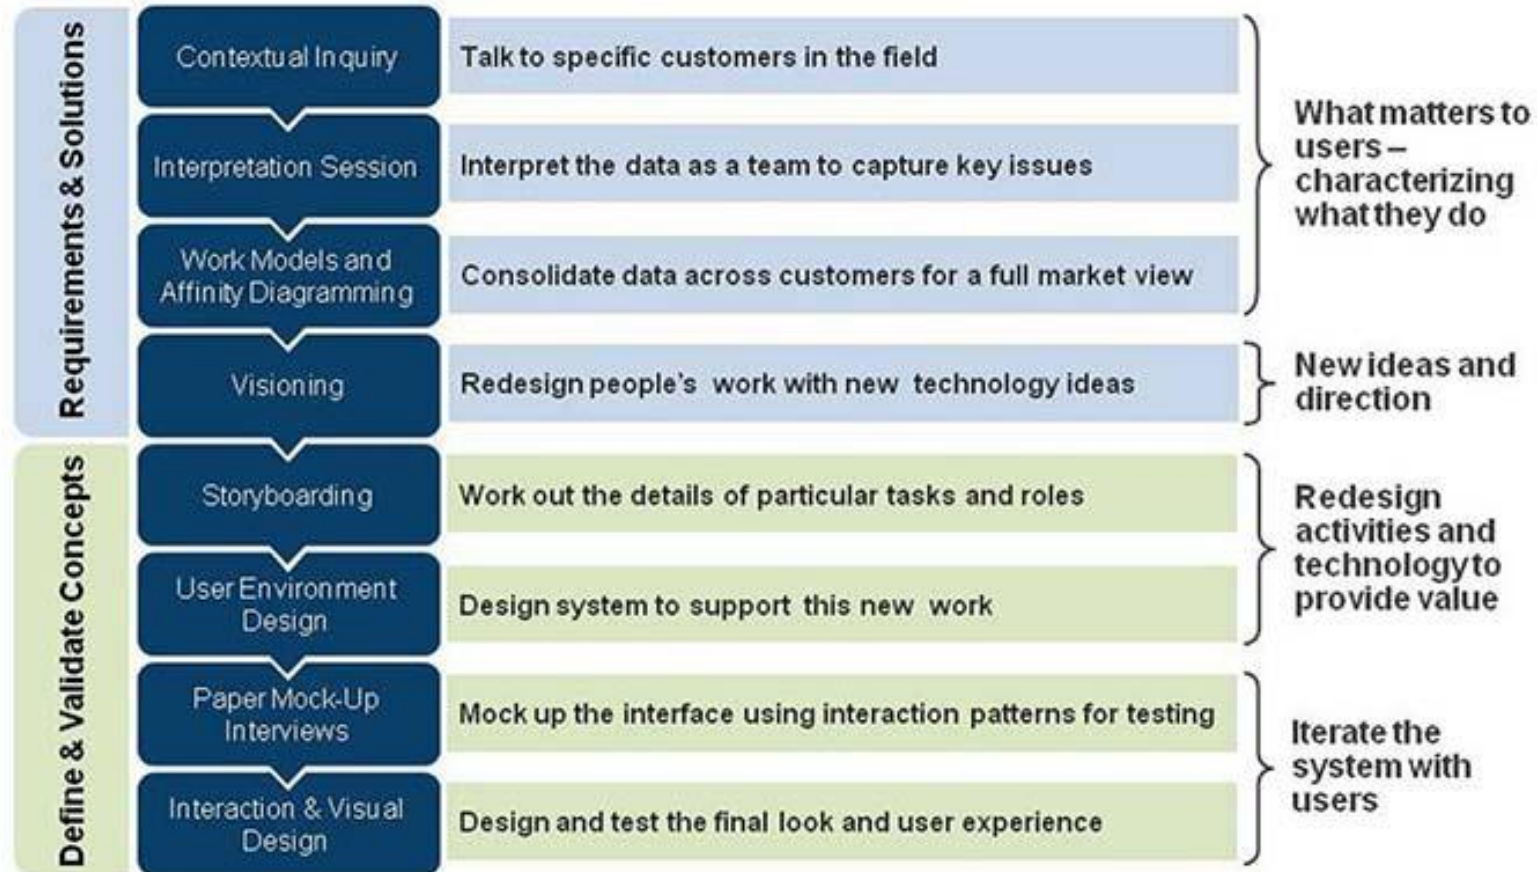 Requirements & Solutions
Contextual Inquiry
Talk to specific customers in the field
Interpretation Session
Interpret the data as a team to capture key issues
Work Models and
Affinity Diagramming
Consolidate data across customers for a full market view
What matters to
users –
characterizing
what they do
Visioning
Redesign people's work with new technology ideas
New ideas and
direction
Define & Validate Concepts
Storyboarding
Work out the details of particular tasks and roles
User Environment
Design
Design system to support this new work
Redesign
activities and
technology to
provide value
Paper Mock-Up
Interviews
Mock up the interface using interaction patterns for testing
Interaction & Visual
Design
Design and test the final look and user experience
Iterate the
system with
users